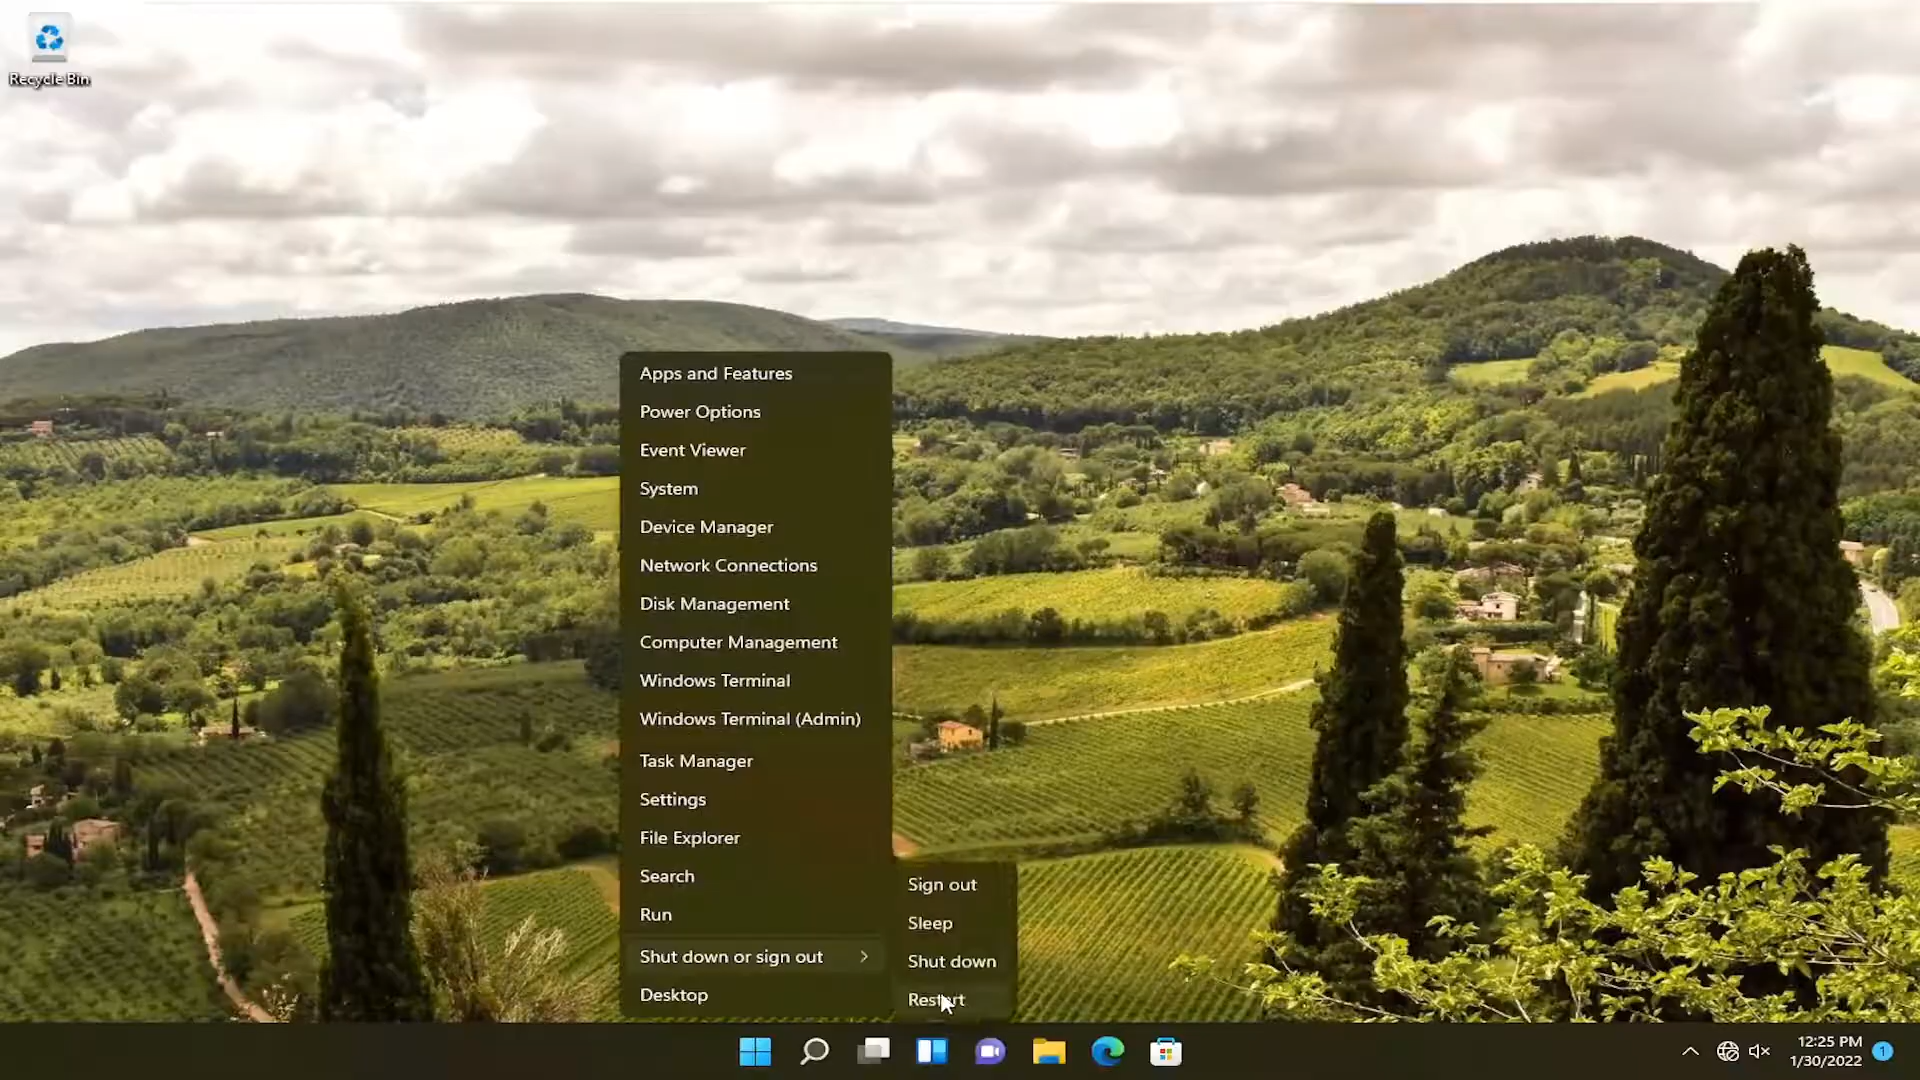 Recycle Bin
Apps and Features
Power Options
Event Viewer
System
Device Manager
Network Connections
Disk Management
Computer Management
Windows Terminal
Windows Terminal (Admin)
Task Manager
Settings
File Explorer
Search
Run
Shut down or sign out
Desktop
Sign out
Sleep
Shut down
Restart
12:25 PM
1/30/2022
1